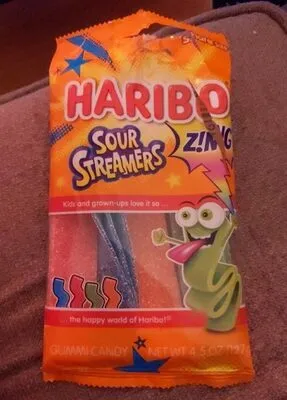 HARIBO
SOUR
STREAMERS
Z!NG
Kids and grown-ups love it so ...
... the happy world of Haribo!®
GUMMI CANDY NET WT 4.5 OZ